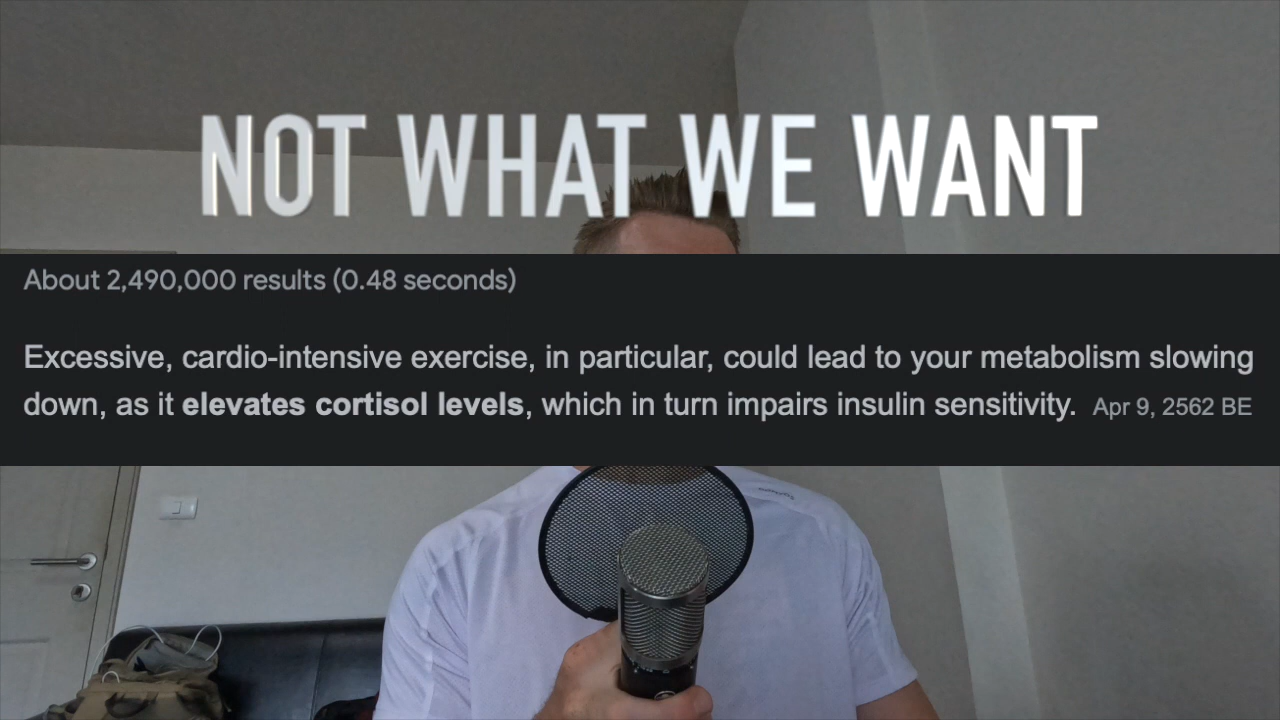 NOT WHAT WE WANT
About 2,490,000 results (0.48 seconds)
Excessive, cardio-intensive exercise, in particular, could lead to your metabolism slowing
down, as it elevates cortisol levels, which in turn impairs insulin sensitivity. Apr 9, 2562 BE